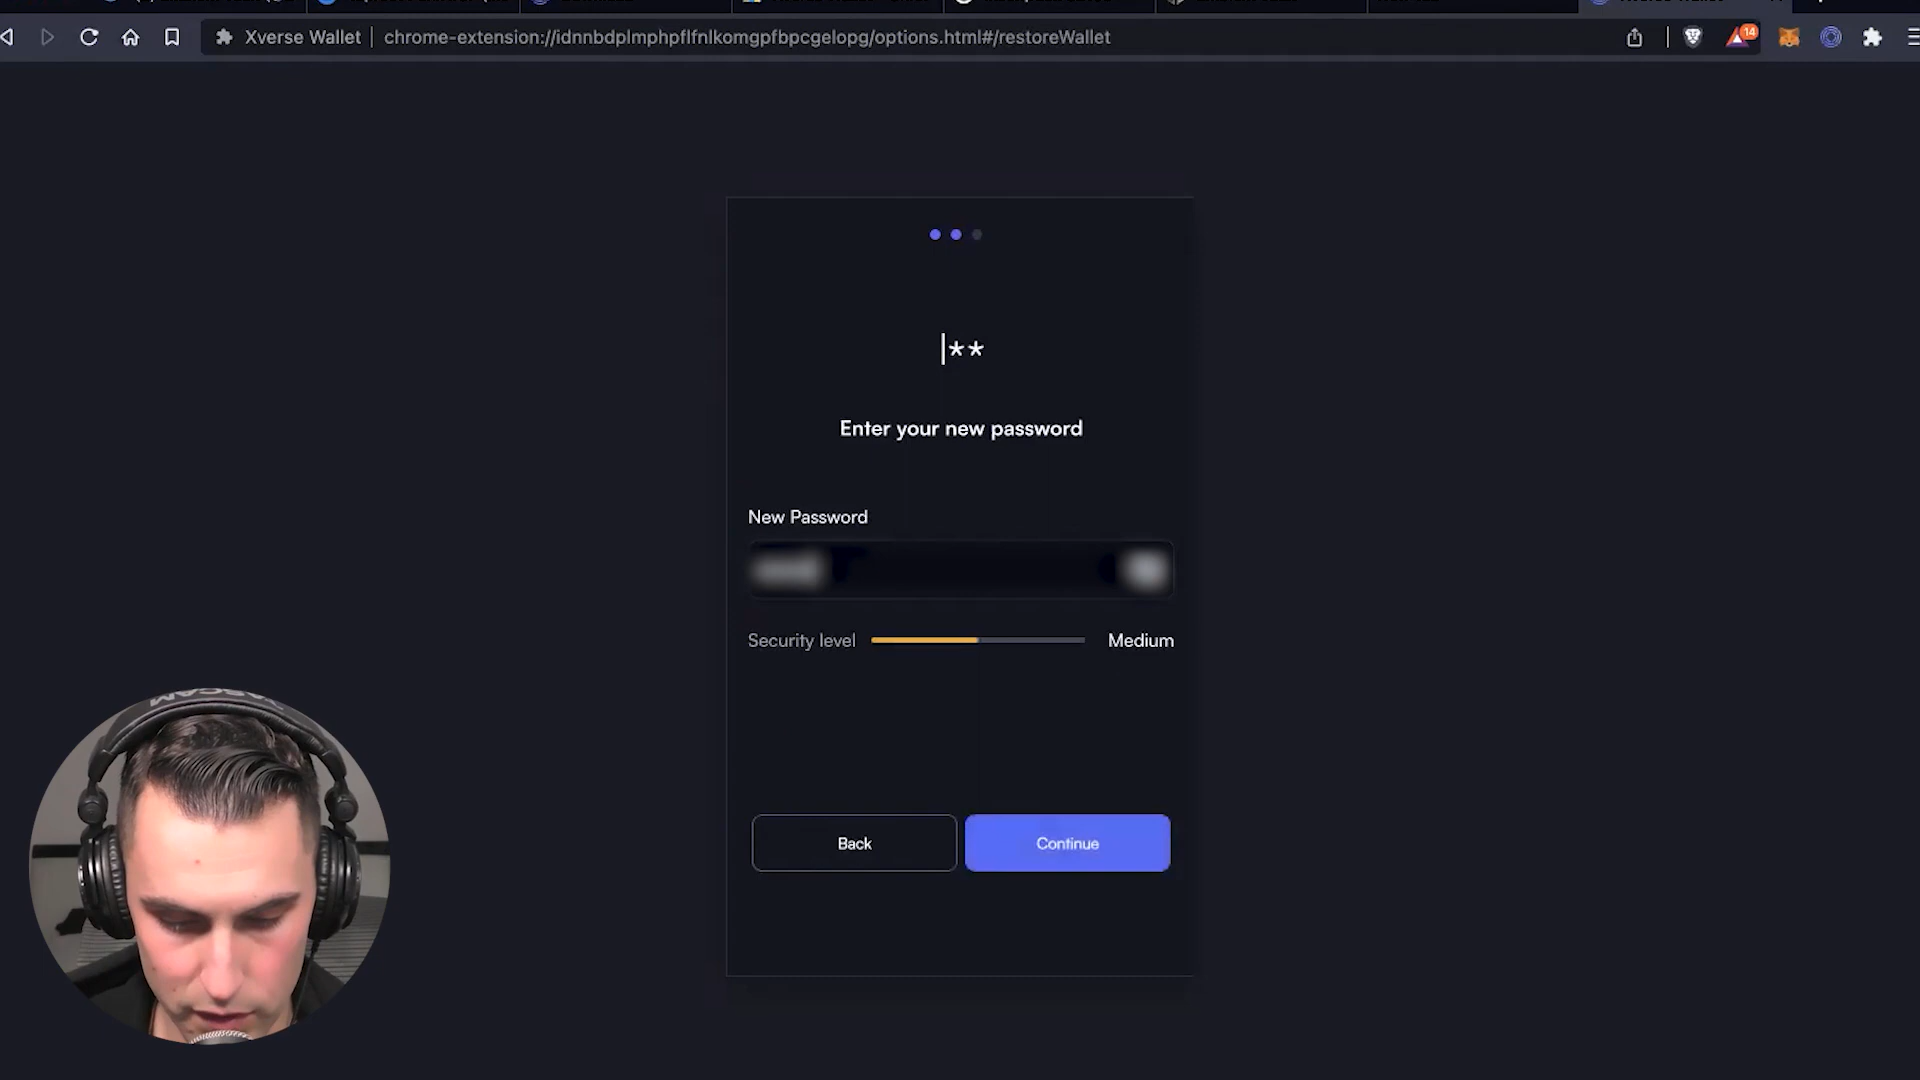 Xverse Wallet | chrome-extension://idnnbdplmphpflfnlkomgpfbpcgelopg/options.html#/restoreWallet
14
|**
Enter your new password
New Password
Security level
Medium
Back
Continue
TASCAM